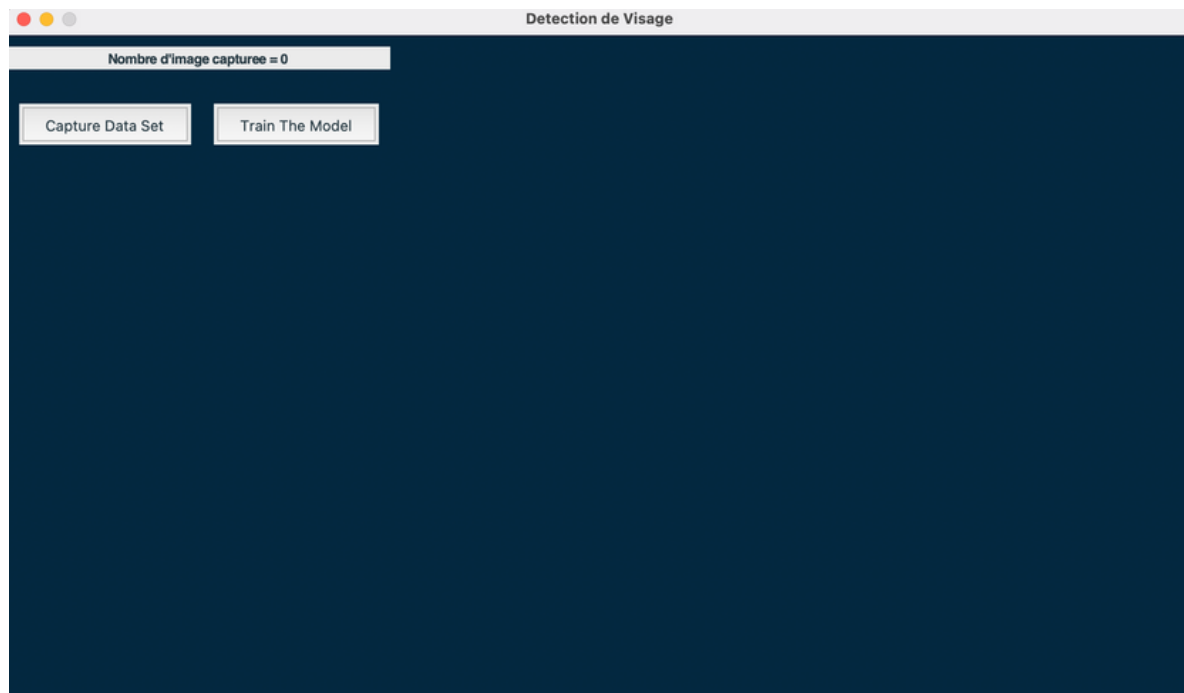 Detection de Visage
Nombre d'image capturee = 0
Capture Data Set
Train The Model